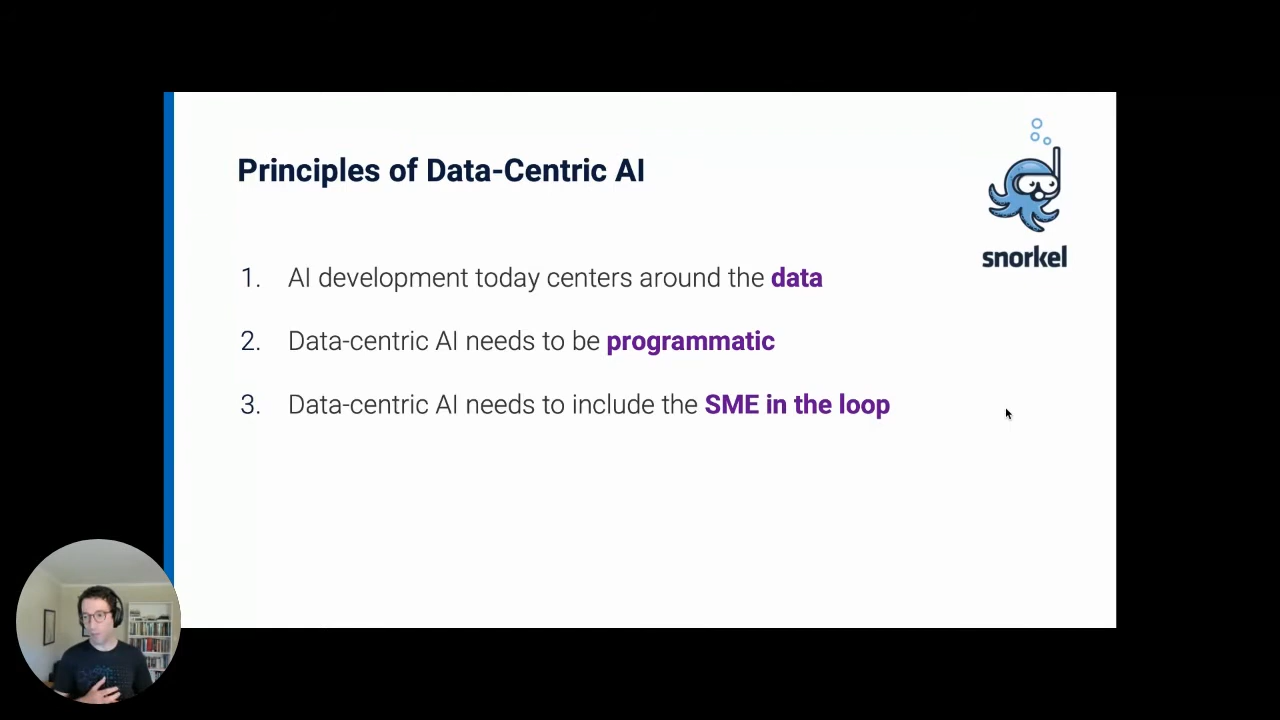 Principles of Data-Centric AI
snorkel
1. AI development today centers around the data
2. Data-centric AI needs to be programmatic
3. Data-centric AI needs to include the SME in the loop